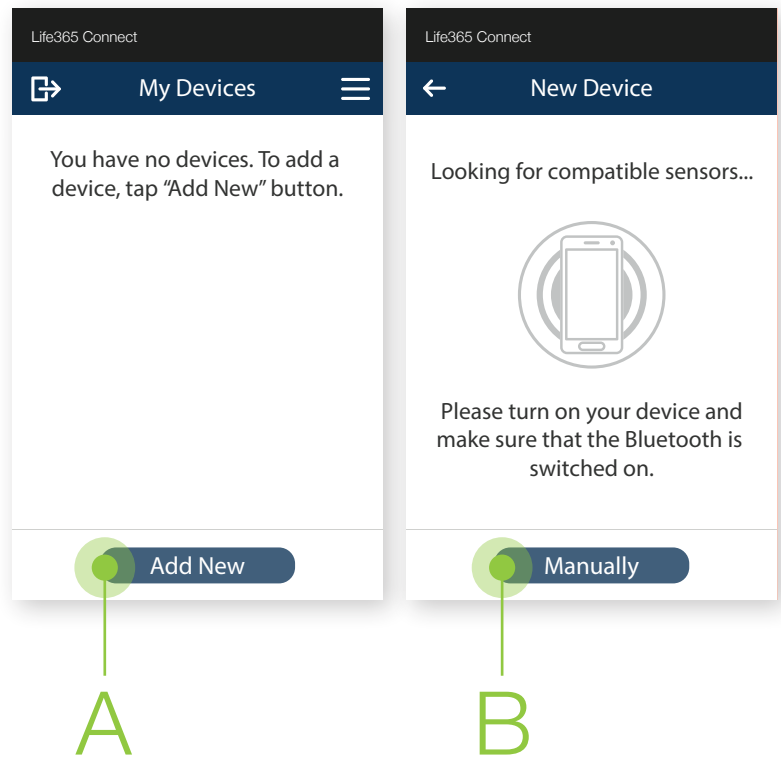 Life365 Connect
My Devices
You have no devices. To add a
device, tap “Add New” button.
Add New
A
Life365 Connect
New Device
Looking for compatible sensors...
Please turn on your device and
make sure that the Bluetooth is
switched on.
Manually
B